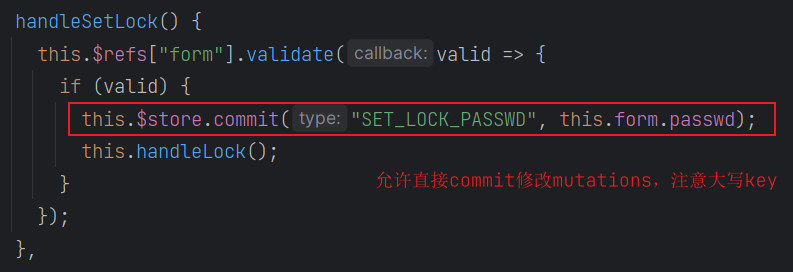 handleSetLock() {
this.$refs["form"].validate( callback: valid => {
if (valid) {
this.$store.commit( type: "SET_LOCK_PASSWD", this.form.passwd);
this.handleLock();
}
允许直接commit修改mutations，注意大写key
});
},